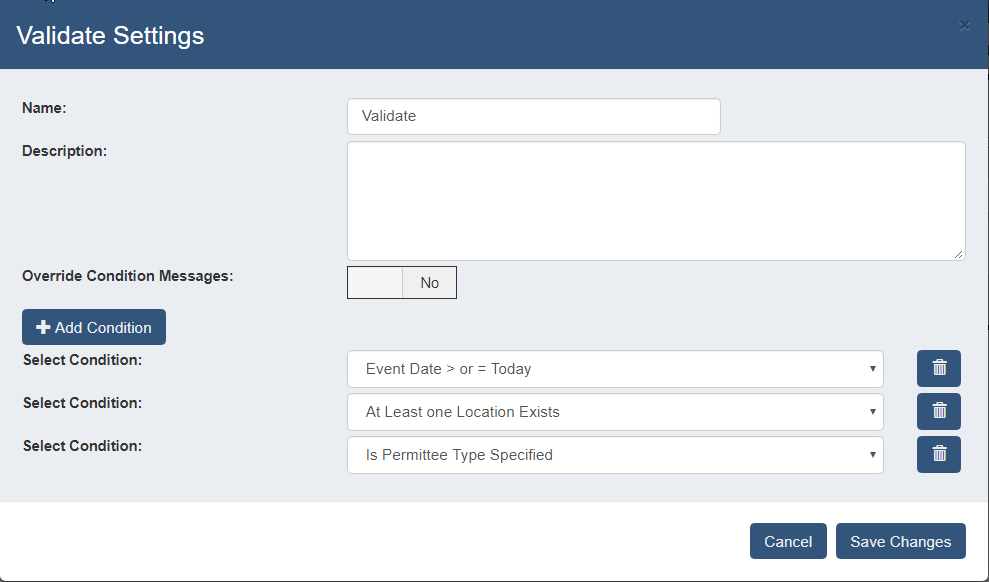 Validate Settings
×
Name:
Validate
Description:
Override Condition Messages:
No
Add Condition
Select Condition:
Event Date > or = Today
Select Condition:
At Least one Location Exists
Select Condition:
Is Permittee Type Specified
Cancel
Save Changes